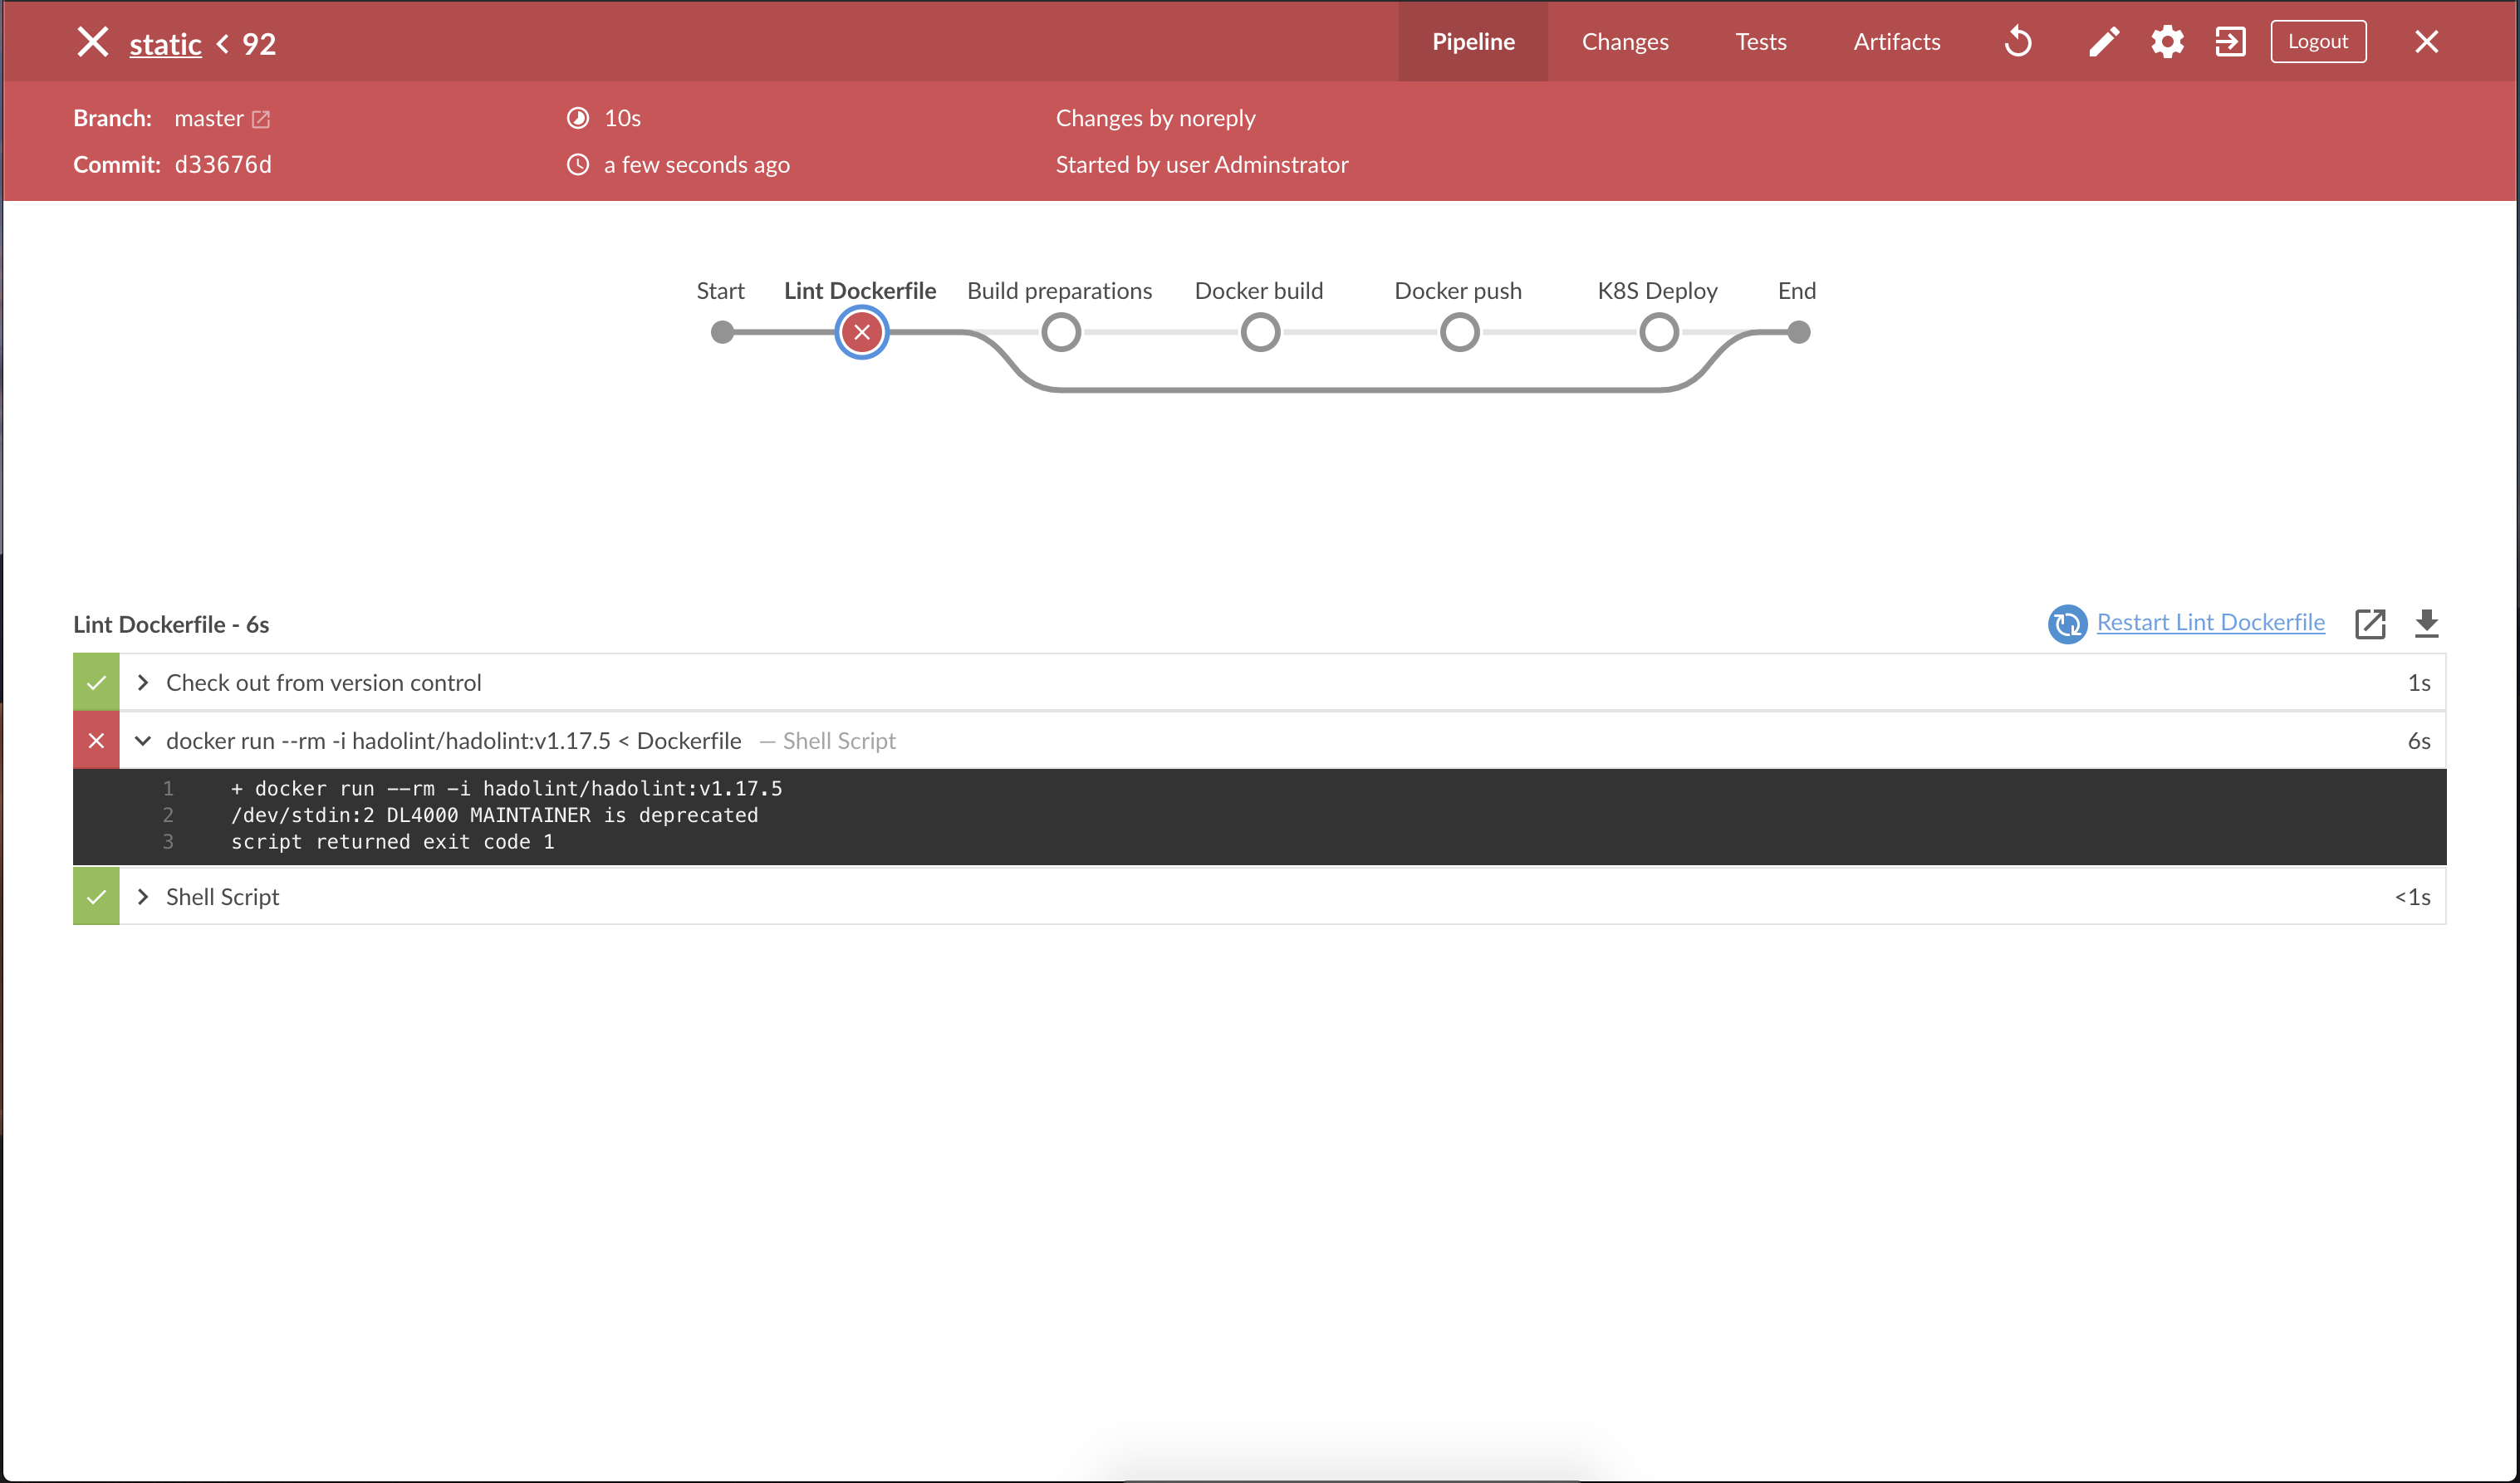 static < 92
Pipeline
Changes
Tests
Artifacts
Logout
Branch: master
10s
Changes by noreply
Commit: d33676d
a few seconds ago
Started by user Adminstrator
Start
Lint Dockerfile
Build preparations
Docker build
Docker push
K8S Deploy
End
Lint Dockerfile - 6s
Restart Lint Dockerfile
Check out from version control
1s
docker run --rm -i hadolint/hadolint:v1.17.5 < Dockerfile — Shell Script
6s
1 + docker run --rm -i hadolint/hadolint:v1.17.5
2 /dev/stdin:2 DL4000 MAINTAINER is deprecated
3 script returned exit code 1
Shell Script
<1s